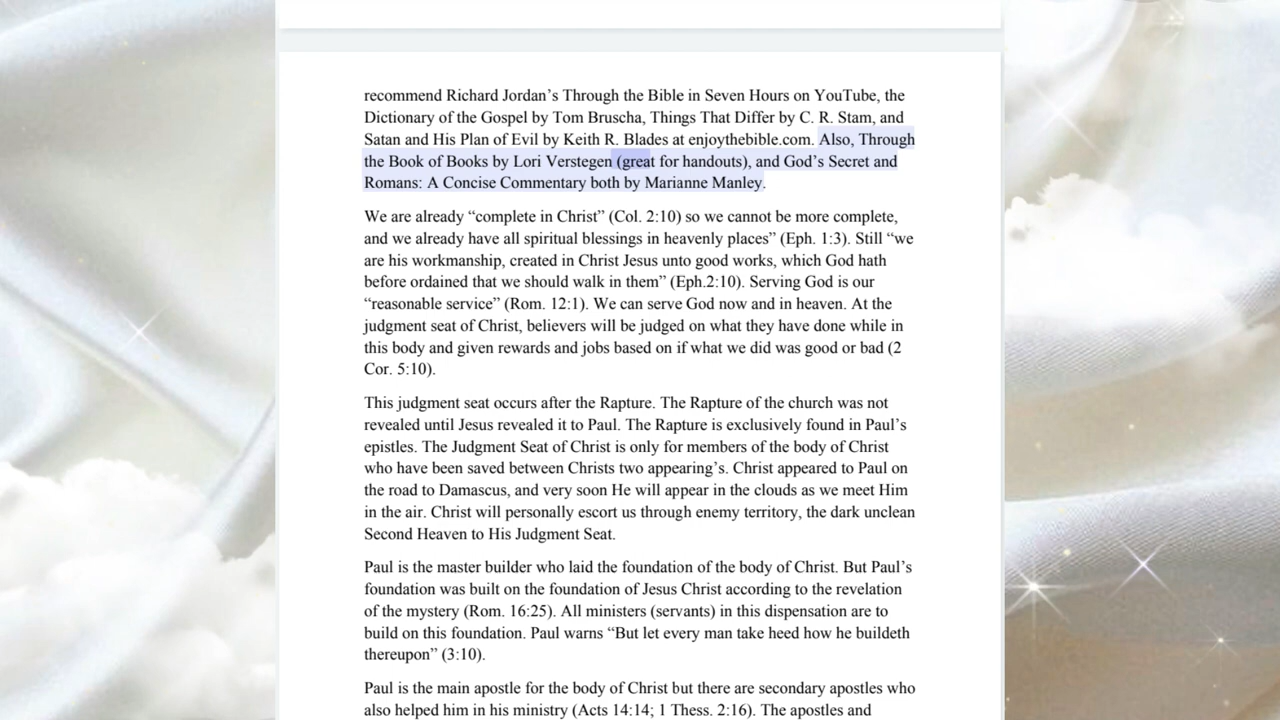 recommend Richard Jordan’s Through the Bible in Seven Hours on YouTube, the
Dictionary of the Gospel by Tom Bruscha, Things That Differ by C. R. Stam, and
Satan and His Plan of Evil by Keith R. Blades at enjoythebible.com. Also, Through
the Book of Books by Lori Verstegen (great for handouts), and God’s Secret and
Romans: A Concise Commentary both by Marianne Manley.
We are already “complete in Christ” (Col. 2:10) so we cannot be more complete,
and we already have all spiritual blessings in heavenly places” (Eph. 1:3). Still “we
are his workmanship, created in Christ Jesus unto good works, which God hath
before ordained that we should walk in them” (Eph.2:10). Serving God is our
“reasonable service” (Rom. 12:1). We can serve God now and in heaven. At the
judgment seat of Christ, believers will be judged on what they have done while in
this body and given rewards and jobs based on if what we did was good or bad (2
Cor. 5:10).
This judgment seat occurs after the Rapture. The Rapture of the church was not
revealed until Jesus revealed it to Paul. The Rapture is exclusively found in Paul’s
epistles. The Judgment Seat of Christ is only for members of the body of Christ
who have been saved between Christs two appearing’s. Christ appeared to Paul on
the road to Damascus, and very soon He will appear in the clouds as we meet Him
in the air. Christ will personally escort us through enemy territory, the dark unclean
Second Heaven to His Judgment Seat.
Paul is the master builder who laid the foundation of the body of Christ. But Paul’s
foundation was built on the foundation of Jesus Christ according to the revelation
of the mystery (Rom. 16:25). All ministers (servants) in this dispensation are to
build on this foundation. Paul warns “But let every man take heed how he buildeth
thereupon” (3:10).
Paul is the main apostle for the body of Christ but there are secondary apostles who
also helped him in his ministry (Acts 14:14; 1 Thess. 2:16). The apostles and